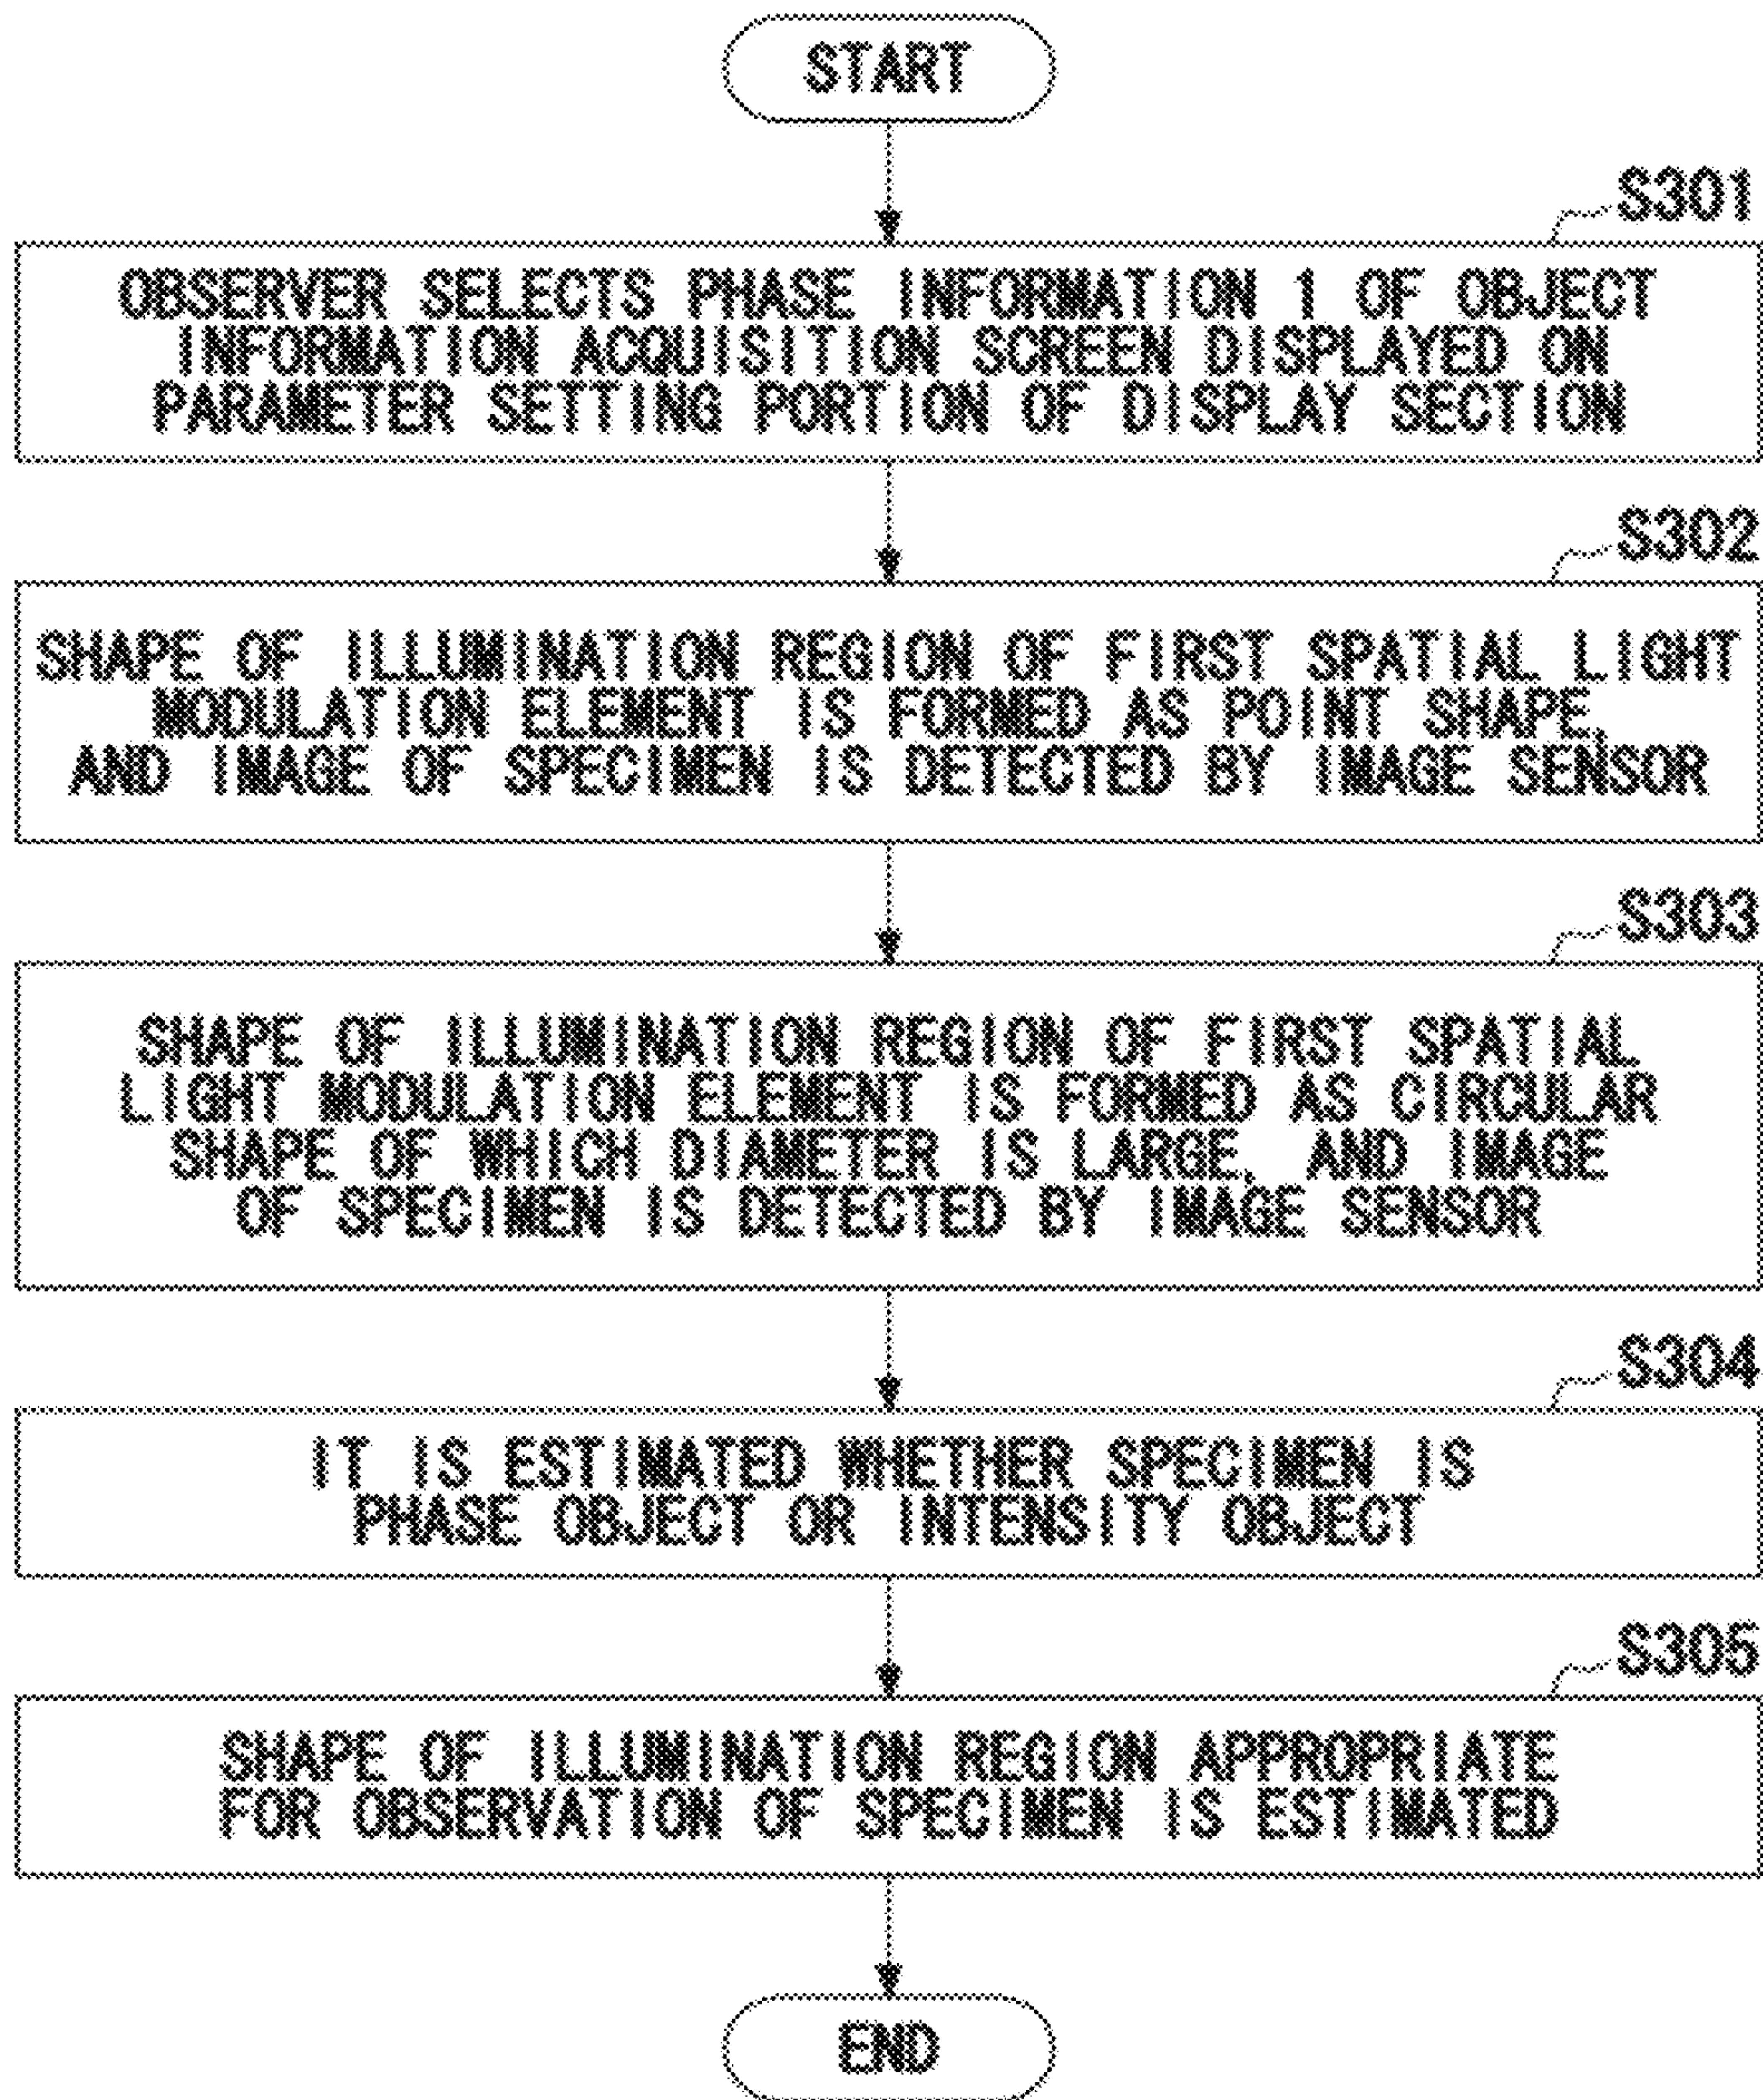 START
S301
OBSERVER SELECTS PHASE INFORMATION 1 OF OBJECT
INFORMATION ACQUISITION SCREEN DISPLAYED ON
PARAMETER SETTING PORTION OF DISPLAY SECTION
S302
SHAPE OF ILLUMINATION REGION OF FIRST SPATIAL LIGHT
MODULATION ELEMENT IS FORMED AS POINT SHAPE,
AND IMAGE OF SPECIMEN IS DETECTED BY IMAGE SENSOR
S303
SHAPE OF ILLUMINATION REGION OF FIRST SPATIAL
LIGHT MODULATION ELEMENT IS FORMED AS CIRCULAR
SHAPE OF WHICH DIAMETER IS LARGE, AND IMAGE
OF SPECIMEN IS DETECTED BY IMAGE SENSOR
S304
IT IS ESTIMATED WHETHER SPECIMEN IS
PHASE OBJECT OR INTENSITY OBJECT
S305
SHAPE OF ILLUMINATION REGION APPROPRIATE
FOR OBSERVATION OF SPECIMEN IS ESTIMATED
END